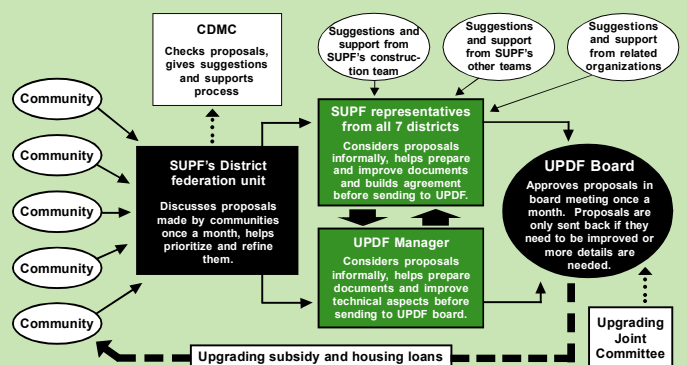 CDMC
Checks proposals,
gives suggestions
and supports
process
Suggestions
and support from
SUPF's construc-
tion team
Suggestions
and support
from SUPF's
other teams
Suggestions
and support
from related
organizations
Community
Community
Community
Community
Community
SUPF's District
federation unit
Discusses proposals
made by communities
once a month, helps
prioritize and refine
them.
SUPF representatives
from all 7 districts
Considers proposals
informally, helps prepare
and improve documents
and builds agreement
before sending to UPDF.
UPDF Manager
Considers proposals
informally, helps prepare
documents and improve
technical aspects before
sending to UPDF board.
UPDF Board
Approves proposals in
board meeting once a
month. Proposals are
only sent back if they
need to be improved or
more details are
needed.
Upgrading
Joint
Committee
Upgrading subsidy and housing loans